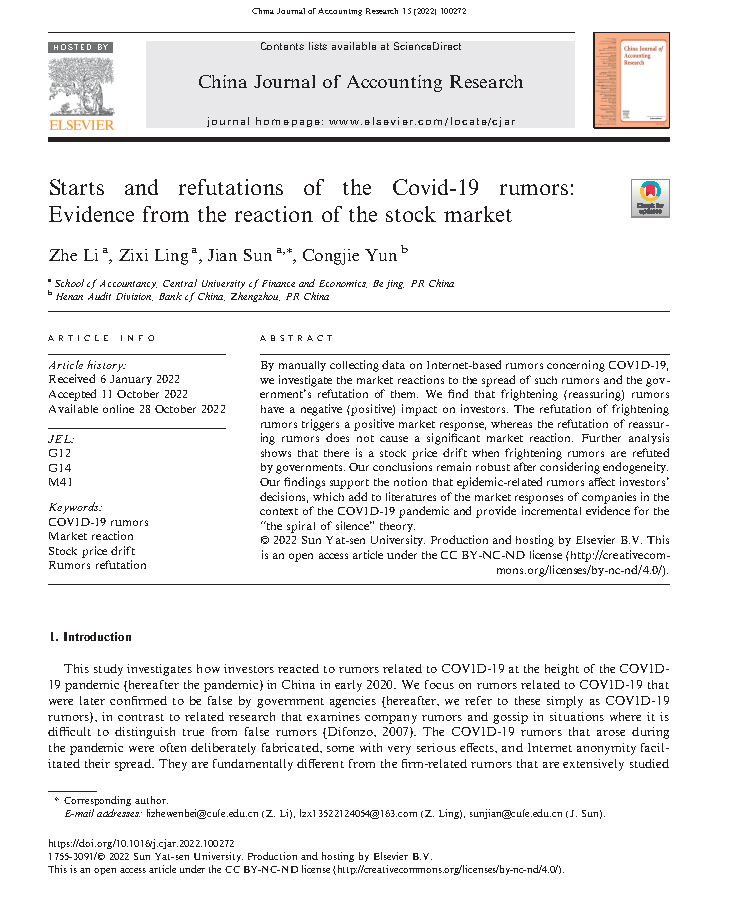 China Journal of Accounting Research 15 (2022) 100272
HOSTED BY
ELSEVIER
Contents lists available at ScienceDirect
China Journal of Accounting Research
journal homepage: www.elsevier.com/locate/cjar
China Journal of
Accounting
Research
Starts and refutations of the Covid-19 rumors:
Evidence from the reaction of the stock market
Check for
updates
Zhe Li a, Zixi Ling a, Jian Sun a,*, Congjie Yun b
a School of Accountancy, Central University of Finance and Economics, Beijing, PR China
b Henan Audit Division, Bank of China, Zhengzhou, PR China
ARTICLE INFO
Article history:
Received 6 January 2022
Accepted 11 October 2022
Available online 28 October 2022
JEL:
G12
G14
M41
Keywords:
COVID-19 rumors
Market reaction
Stock price drift
Rumors refutation
ABSTRACT
By manually collecting data on Internet-based rumors concerning COVID-19,
we investigate the market reactions to the spread of such rumors and the gov-
ernment's refutation of them. We find that frightening (reassuring) rumors
have a negative (positive) impact on investors. The refutation of frightening
rumors triggers a positive market response, whereas the refutation of reassur-
ing rumors does not cause a significant market reaction. Further analysis
shows that there is a stock price drift when frightening rumors are refuted
by governments. Our conclusions remain robust after considering endogeneity.
Our findings support the notion that epidemic-related rumors affect investors'
decisions, which add to literatures of the market responses of companies in the
context of the COVID-19 pandemic and provide incremental evidence for the
"the spiral of silence" theory.
© 2022 Sun Yat-sen University. Production and hosting by Elsevier B.V. This
is an open access article under the CC BY-NC-ND license (http://creativecom-
mons.org/licenses/by-nc-nd/4.0/).
1. Introduction
This study investigates how investors reacted to rumors related to COVID-19 at the height of the COVID-
19 pandemic (hereafter the pandemic) in China in early 2020. We focus on rumors related to COVID-19 that
were later confirmed to be false by government agencies (hereafter, we refer to these simply as COVID-19
rumors), in contrast to related research that examines company rumors and gossip in situations where it is
difficult to distinguish true from false rumors (Difonzo, 2007). The COVID-19 rumors that arose during
the pandemic were often deliberately fabricated, some with very serious effects, and Internet anonymity facil-
itated their spread. They are fundamentally different from the firm-related rumors that are extensively studied
* Corresponding author.
E-mail addresses: lizhewenbei@cufe.edu.cn (Z. Li), lzx13522124054@163.com (Z. Ling), sunjian@cufe.edu.cn (J. Sun).
https://doi.org/10.1016/j.cjar.2022.100272
1755-3091/© 2022 Sun Yat-sen University. Production and hosting by Elsevier B.V.
This is an open access article under the CC BY-NC-ND license (http://creativecommons.org/licenses/by-nc-nd/4.0/).